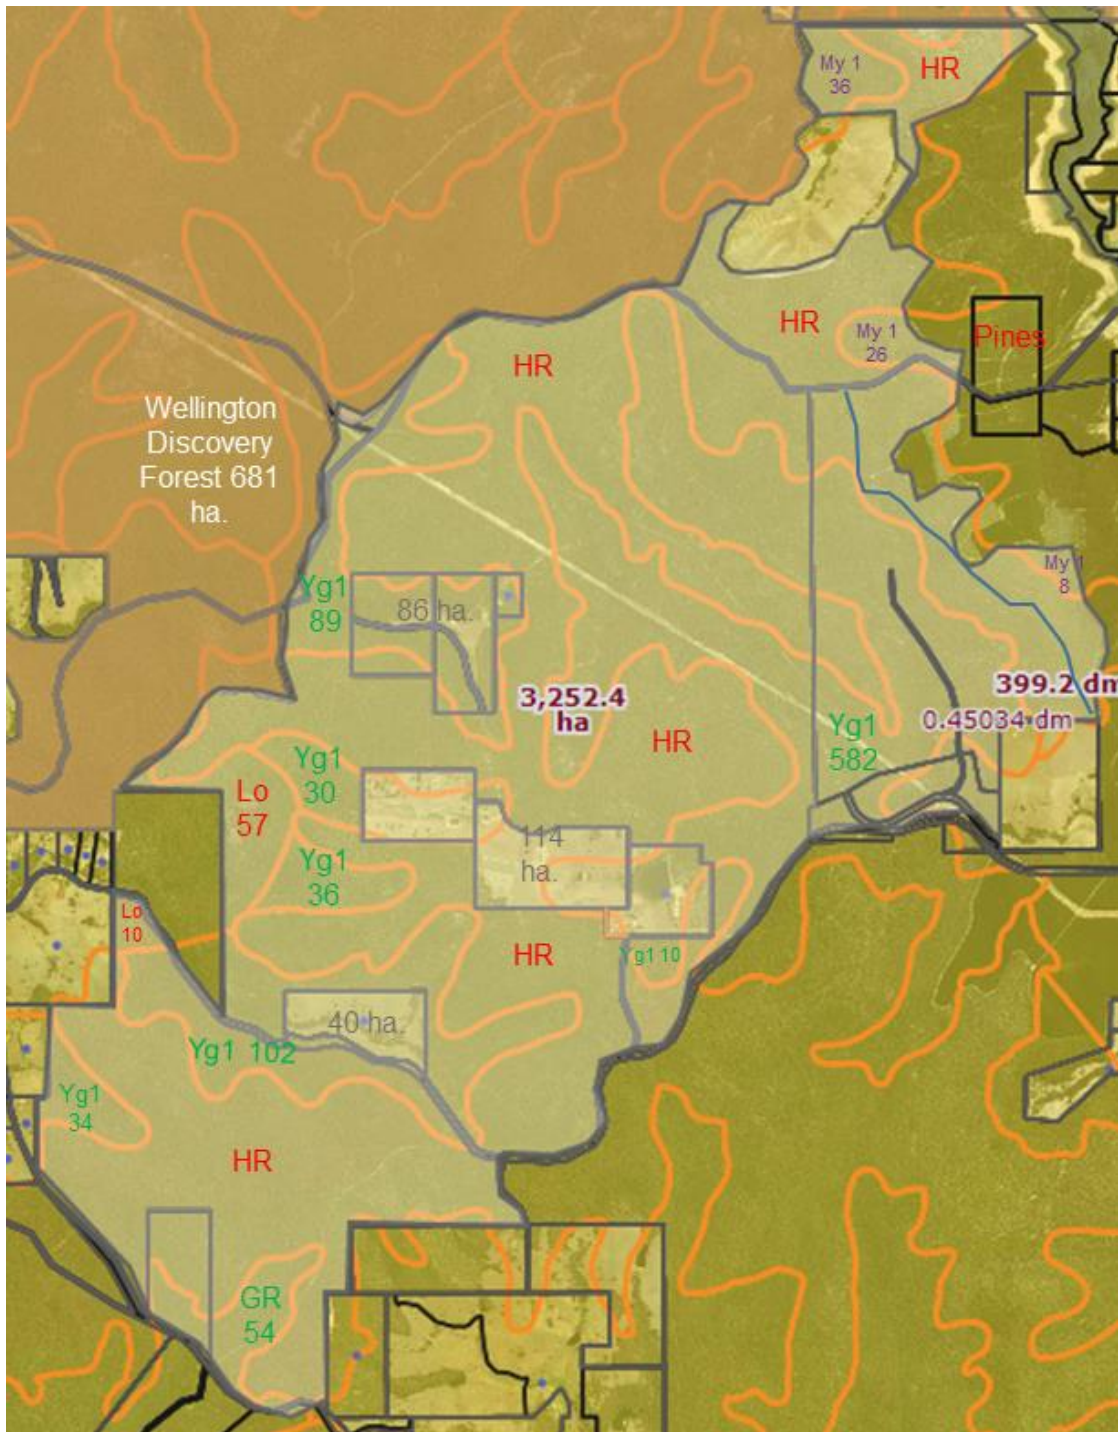 My 1
36
HR
HR
My 1
26
Pines
HR
Wellington
Discovery
Forest 681
ha.
Yg1
89
86 ha.
My 1
8
3,252.4
ha
399.2 dm
0.45034 dm
HR
Yg1
582
Yg1
30
Lo
57
114
ha.
Yg1
36
Lo
10
HR
Yg1 10
40 ha.
Yg1 102
Yg1
34
HR
GR
54